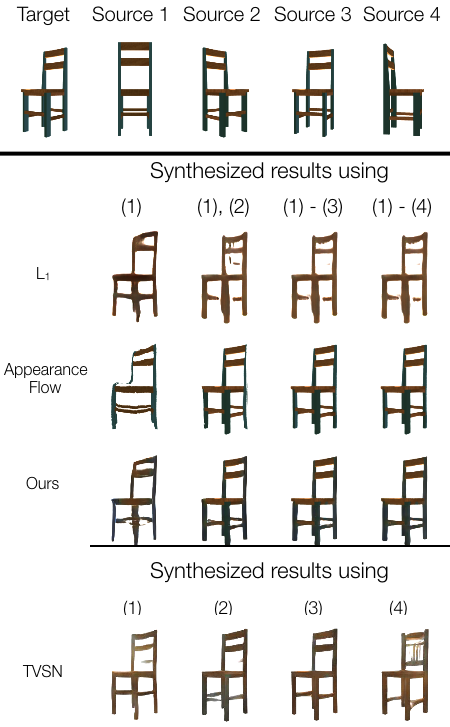 Target Source 1 Source 2 Source 3 Source 4
Synthesized results using
(1) (1), (2) (1) - (3) (1) - (4)
L₁
Appearance
Flow
Ours
Synthesized results using
(1) (2) (3) (4)
TVSN